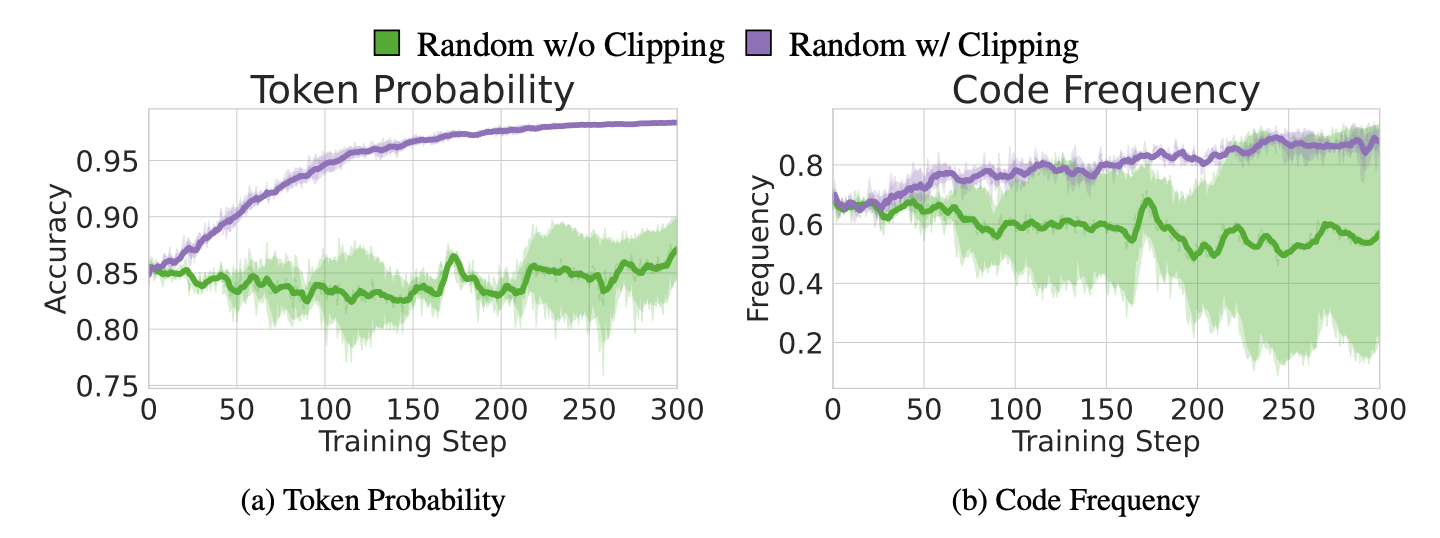 Random w/o Clipping Random w/ Clipping
Token Probability
Accuracy
0.95
0.90
0.85
0.80
0.75
0 50 100 150 200 250 300
Training Step
(a) Token Probability
Code Frequency
Frequency
0.8
0.6
0.4
0.2
0 50 100 150 200 250 300
Training Step
(b) Code Frequency